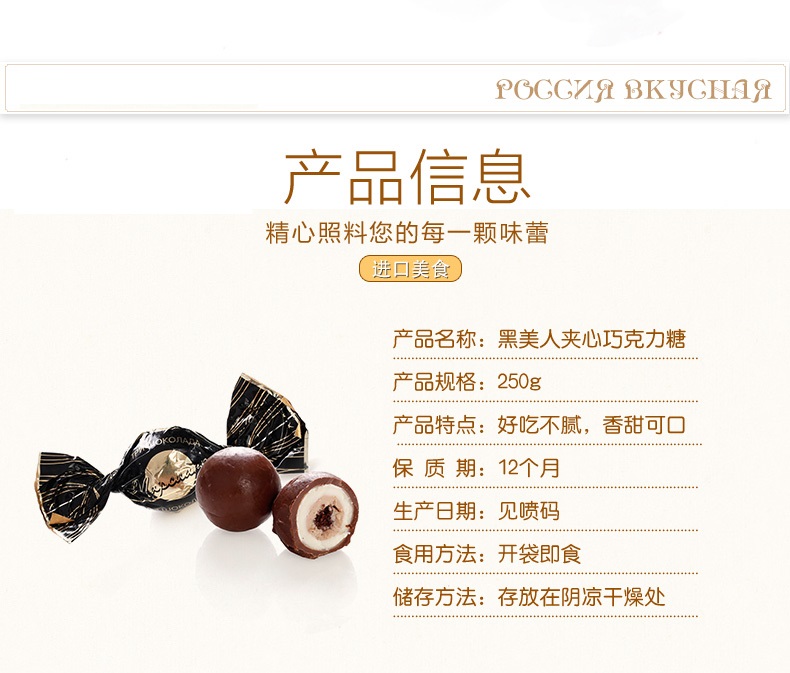 РОССИЯ ВКУСНАЯ
产品信息
精心照料您的每一颗味蕾
进口美食
产品名称：黑美人夹心巧克力糖
产品规格：250g
产品特点：好吃不腻，香甜可口
保 质 期：12个月
生产日期：见喷码
食用方法：开袋即食
储存方法：存放在阴凉干燥处